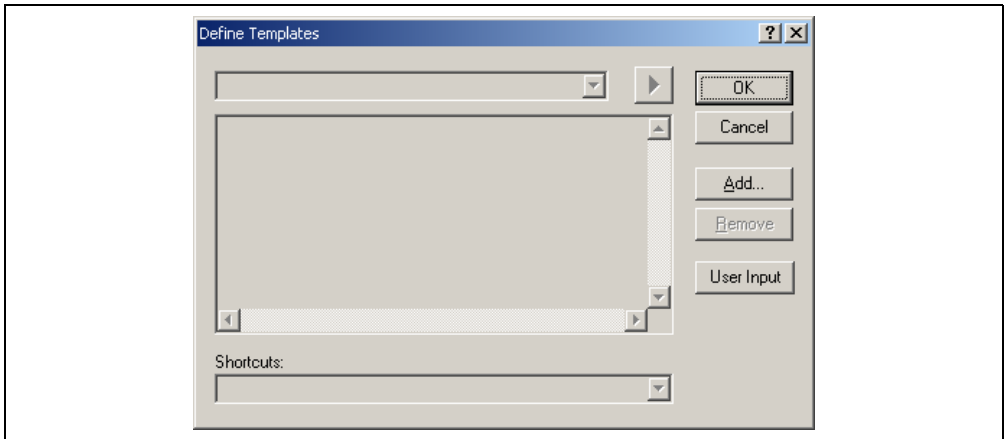 Define Templates
OK
Cancel
Add...
Remove
User Input
Shortcuts: